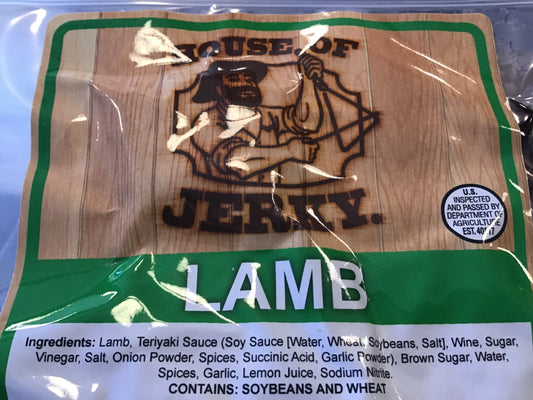 HOUSE OF
JERKY.
U.S.
INSPECTED
AND PASSED BY
DEPARTMENT OF
AGRICULTURE
EST.
LAMB
Ingredients: Lamb, Teriyaki Sauce (Soy Sauce [Water, Wheat, Soybeans, Salt], Wine, Sugar,
Vinegar, Salt, Onion Powder, Spices, Succinic Acid, Garlic Powder), Brown Sugar, Water,
Spices, Garlic, Lemon Juice, Sodium Nitrite.
CONTAINS: SOYBEANS AND WHEAT